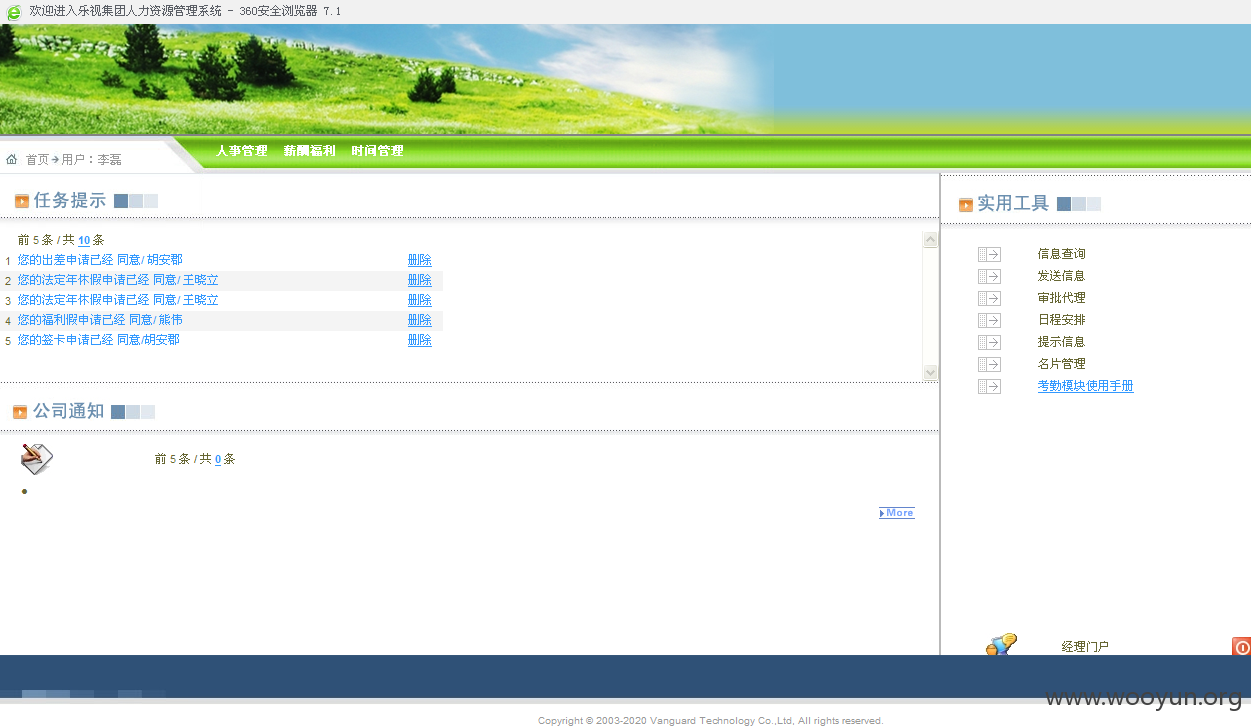 欢迎进入乐视集团人力资源管理系统 - 360安全浏览器 7.1
首页→用户：李磊
人事管理 薪酬福利 时间管理
任务提示
前 5 条 / 共 10 条
1 您的出差申请已经 同意/ 胡安郡 删除
2 您的法定年休假申请已经 同意/ 王晓立 删除
3 您的法定年休假申请已经 同意/ 王晓立 删除
4 您的福利假申请已经 同意/ 熊伟 删除
5 您的签卡申请已经 同意/胡安郡 删除
公司通知
前 5 条 / 共 0 条
More
实用工具
信息查询
发送信息
审批代理
日程安排
提示信息
名片管理
考勤模块使用手册
经理门户
www.wooyun.org
Copyright © 2003-2020 Vanguard Technology Co.,Ltd, All rights reserved.